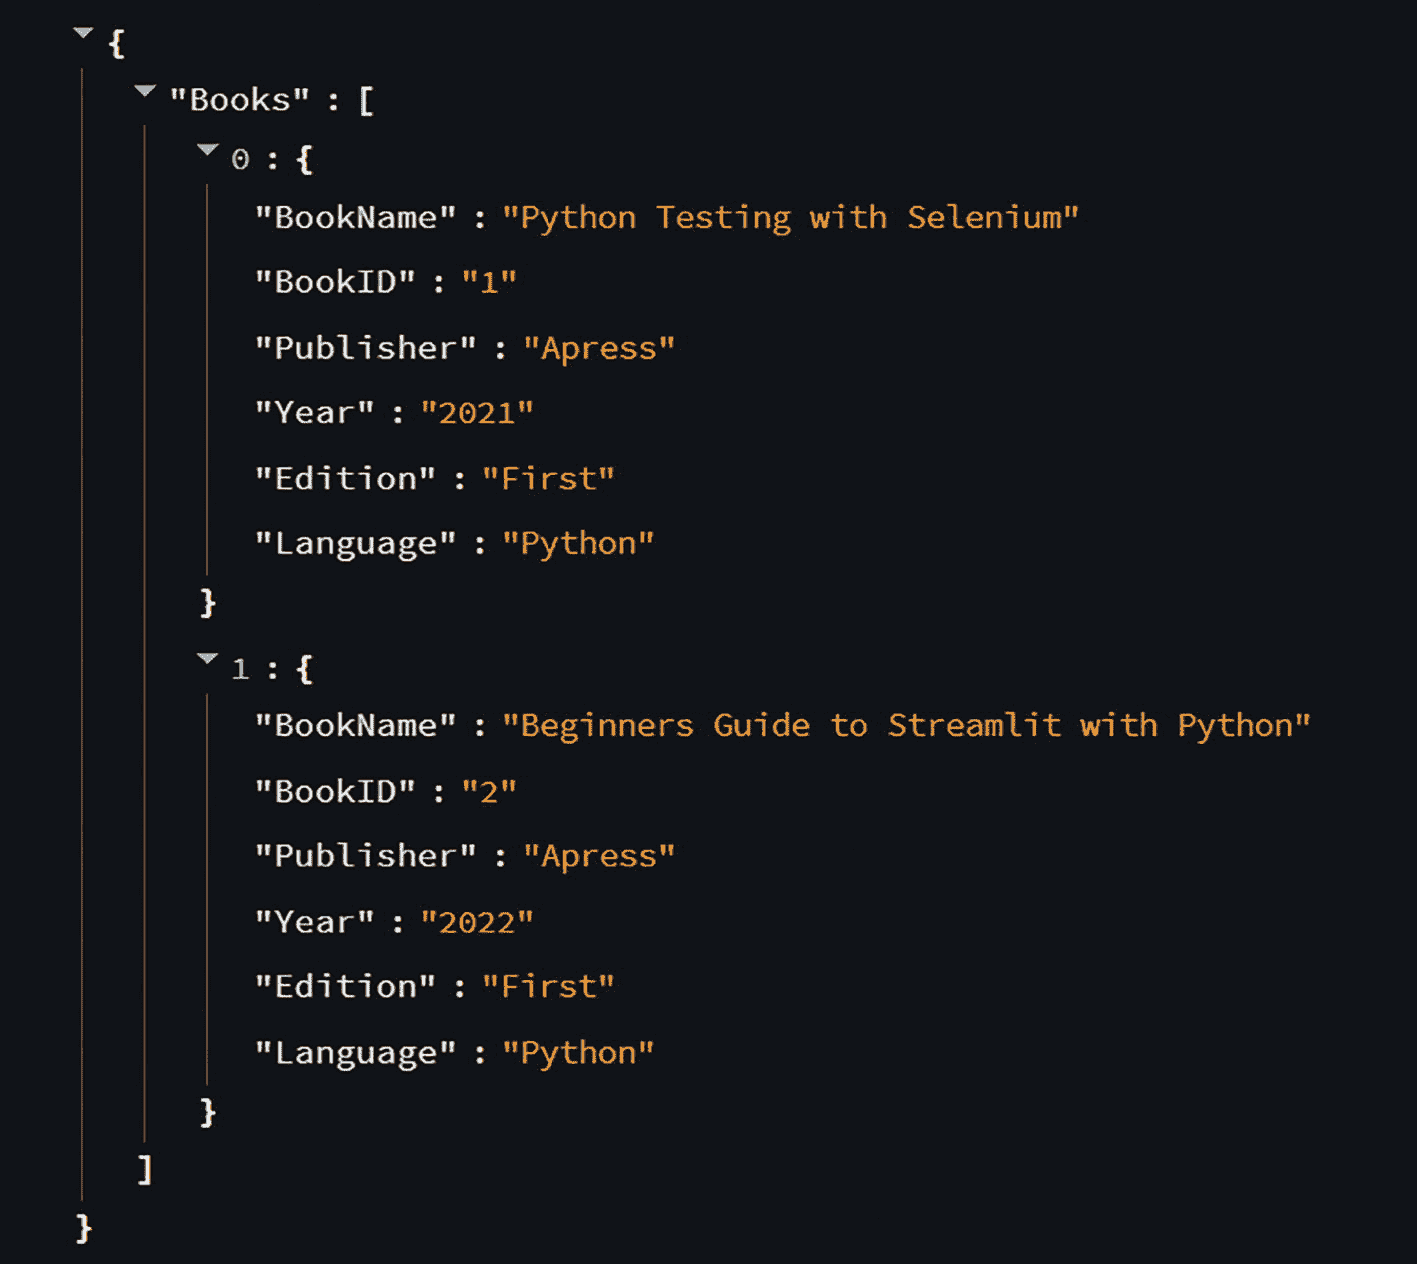 {
"Books" : [
0 : {
"BookName" : "Python Testing with Selenium"
"BookID" : "1"
"Publisher" : "Apress"
"Year" : "2021"
"Edition" : "First"
"Language" : "Python"
}
1 : {
"BookName" : "Beginners Guide to Streamlit with Python"
"BookID" : "2"
"Publisher" : "Apress"
"Year" : "2022"
"Edition" : "First"
"Language" : "Python"
}
]
}